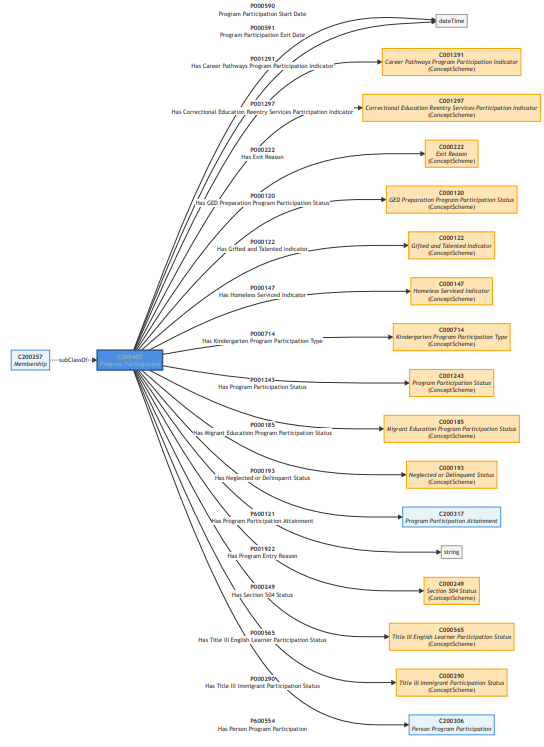 P000590
Program Participation Start Date
dateTime
P000591
Program Participation Exit Date
P001291
Has Career Pathways Program Participation Indicator
C001291
Career Pathways Program Participation Indicator
(ConceptScheme)
P001297
Has Correctional Education Reentry Services Participation Indicator
C001297
Correctional Education Reentry Services Participation Indicator
(ConceptScheme)
P000222
Has Exit Reason
C000222
Exit Reason
(ConceptScheme)
P000120
Has GED Preparation Program Participation Status
C000120
GED Preparation Program Participation Status
(ConceptScheme)
P000122
Has Gifted and Talented Indicator
C000122
Gifted and Talented Indicator
(ConceptScheme)
P000147
Has Homeless Serviced Indicator
C000147
Homeless Serviced Indicator
(ConceptScheme)
P000714
Has Kindergarten Program Participation Type
C000714
Kindergarten Program Participation Type
(ConceptScheme)
C200257
Membership
subClassOf
C200407
Program Participation
P001243
Has Program Participation Status
C001243
Program Participation Status
(ConceptScheme)
P000185
Has Migrant Education Program Participation Status
C000185
Migrant Education Program Participation Status
(ConceptScheme)
P000193
Has Neglected or Delinquent Status
C000193
Neglected or Delinquent Status
(ConceptScheme)
P600121
Has Program Participation Attainment
C200317
Program Participation Attainment
P001922
Has Program Entry Reason
string
P000249
Has Section 504 Status
C000249
Section 504 Status
(ConceptScheme)
P000565
Has Title III English Learner Participation Status
C000565
Title III English Learner Participation Status
(ConceptScheme)
P000290
Has Title III Immigrant Participation Status
C000290
Title III Immigrant Participation Status
(ConceptScheme)
P600554
Has Person Program Participation
C200306
Person Program Participation